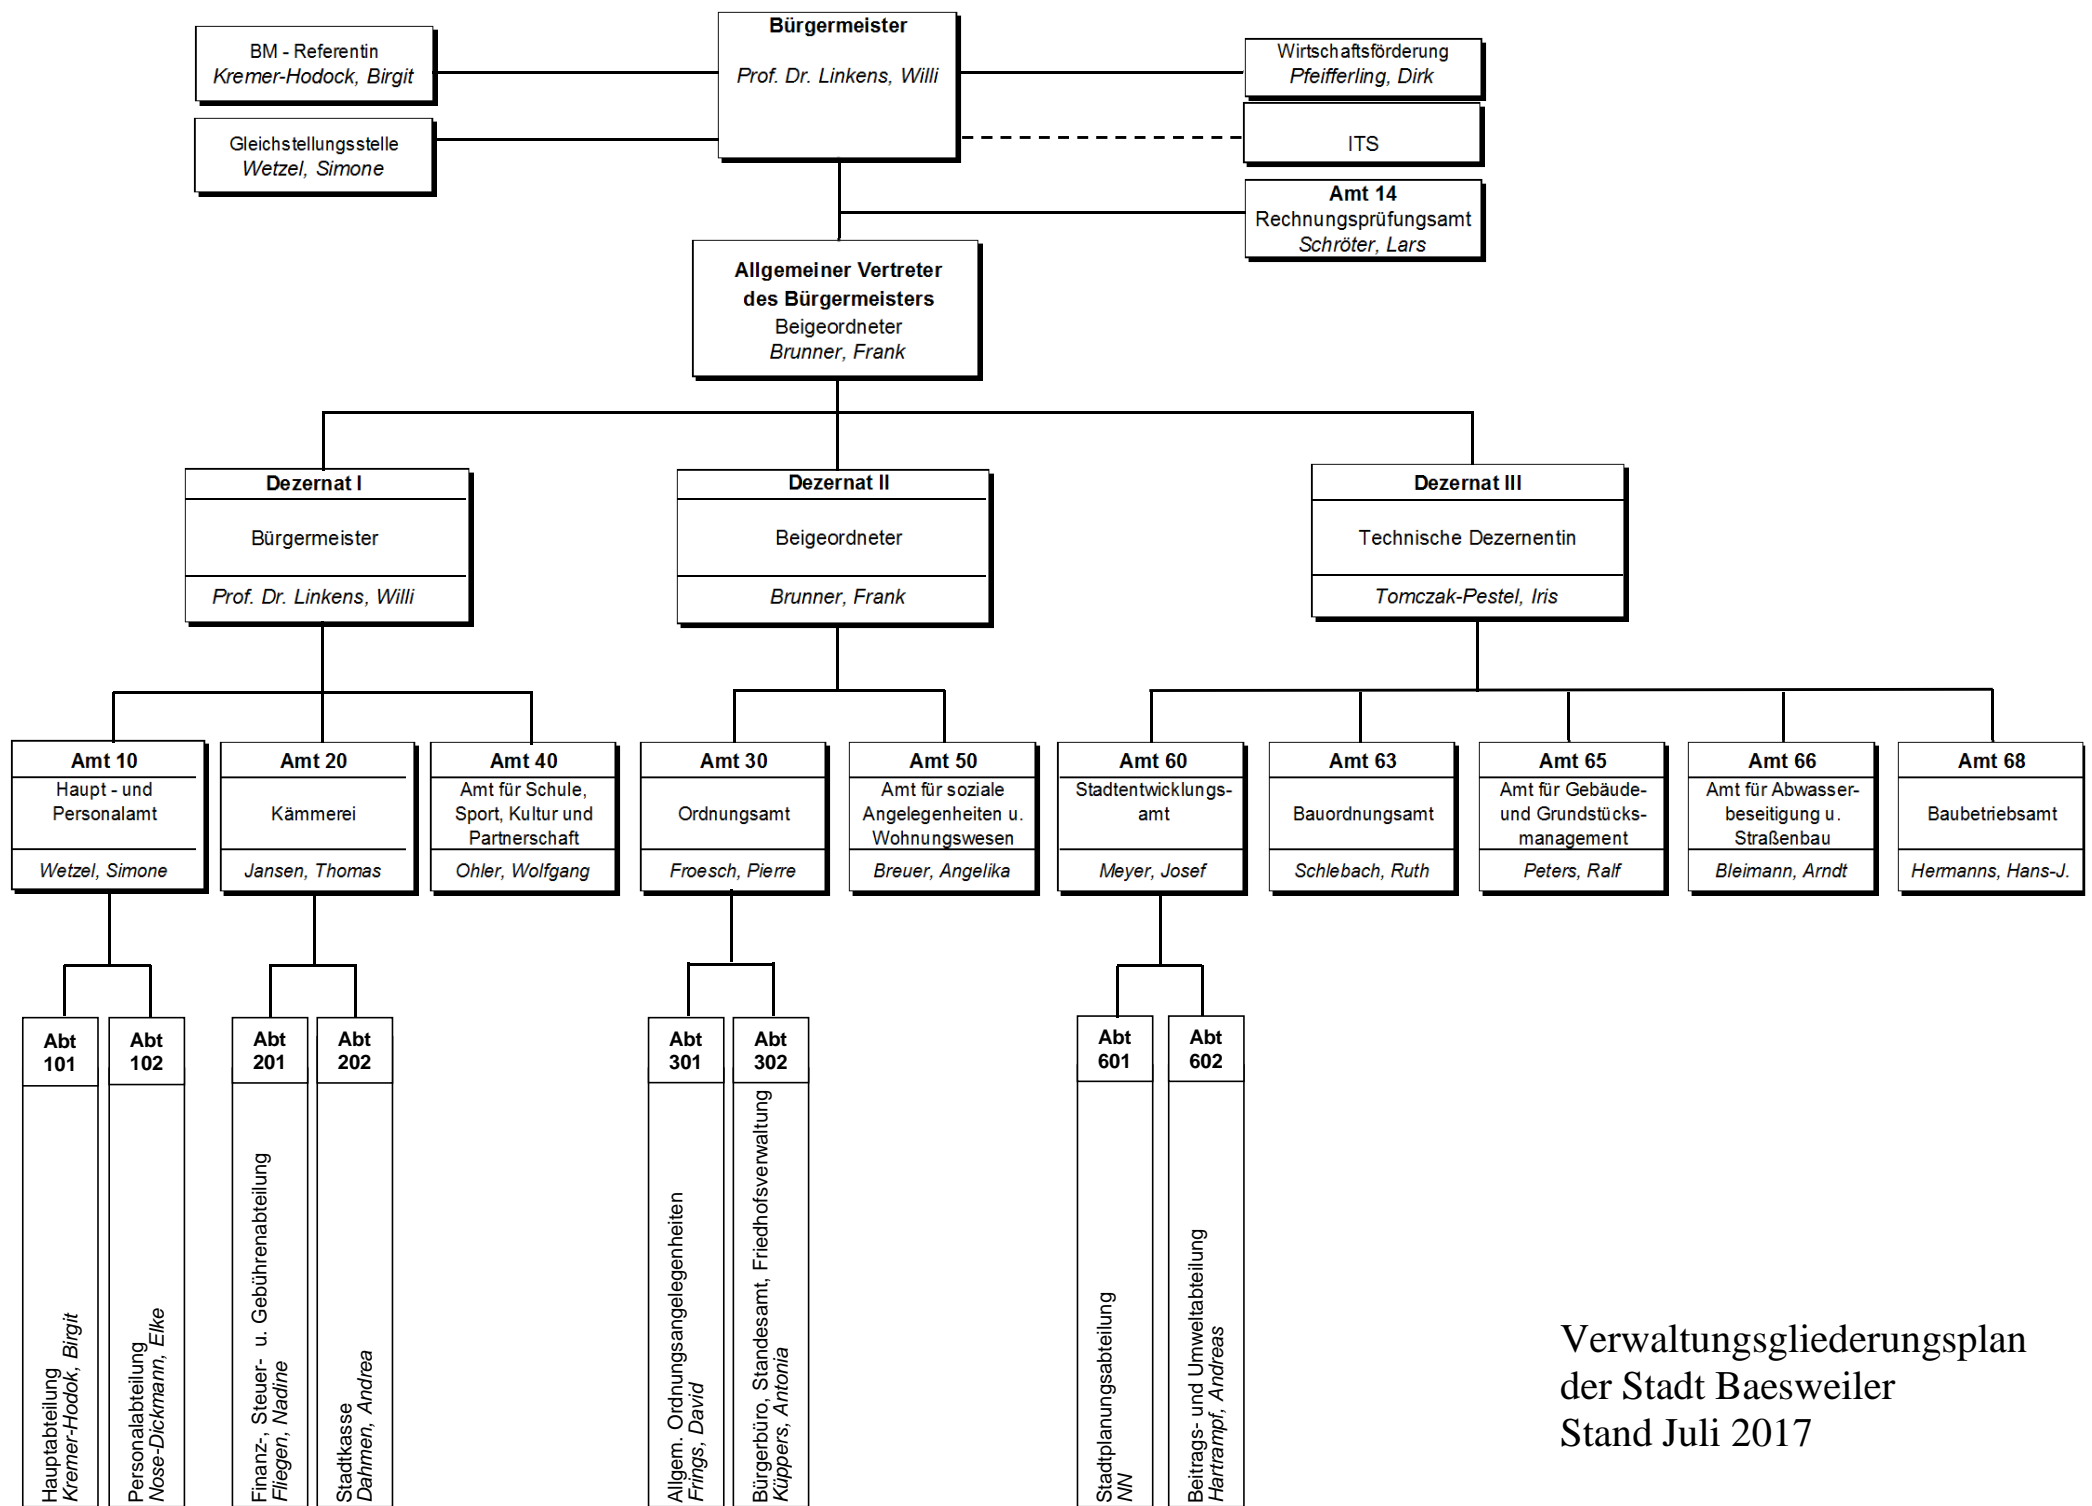 Bürgermeister
Prof. Dr. Linkens, Willi
BM - Referentin
Kremer-Hodock, Birgit
Gleichstellungsstelle
Wetzel, Simone
Wirtschaftsförderung
Pfeifferling, Dirk
ITS
Amt 14
Rechnungsprüfungsamt
Schröter, Lars
Allgemeiner Vertreter
des Bürgermeisters
Beigeordneter
Brunner, Frank
Dezernat I
Bürgermeister
Prof. Dr. Linkens, Willi
Dezernat II
Beigeordneter
Brunner, Frank
Dezernat III
Technische Dezernentin
Tomczak-Pestel, Iris
Amt 10
Haupt - und
Personalamt
Wetzel, Simone
Amt 20
Kämmerei
Jansen, Thomas
Amt 40
Amt für Schule,
Sport, Kultur und
Partnerschaft
Ohler, Wolfgang
Amt 30
Ordnungsamt
Froesch, Pierre
Amt 50
Amt für soziale
Angelegenheiten u.
Wohnungswesen
Breuer, Angelika
Amt 60
Stadtentwicklungs-
amt
Meyer, Josef
Amt 63
Bauordnungsamt
Schlebach, Ruth
Amt 65
Amt für Gebäude-
und Grundstücks-
management
Peters, Ralf
Amt 66
Amt für Abwasser-
beseitigung u.
Straßenbau
Bleimann, Arndt
Amt 68
Baubetriebsamt
Hermanns, Hans-J.
Abt
101
Hauptabteilung
Kremer-Hodok, Birgit
Abt
102
Personalabteilung
Nose-Dickmann, Elke
Abt
201
Finanz-, Steuer- u. Gebührenabteilung
Fliegen, Nadine
Abt
202
Stadtkasse
Dahmen, Andrea
Abt
301
Allgem. Ordnungsangelegenheiten
Frings, David
Abt
302
Bürgerbüro, Standesamt, Friedhofsverwaltung
Küppers, Antonia
Abt
601
Stadtplanungsabteilung
NN
Abt
602
Beitrags- und Umweltabteilung
Hartrampf, Andreas
Verwaltungsgliederungsplan
der Stadt Baesweiler
Stand Juli 2017